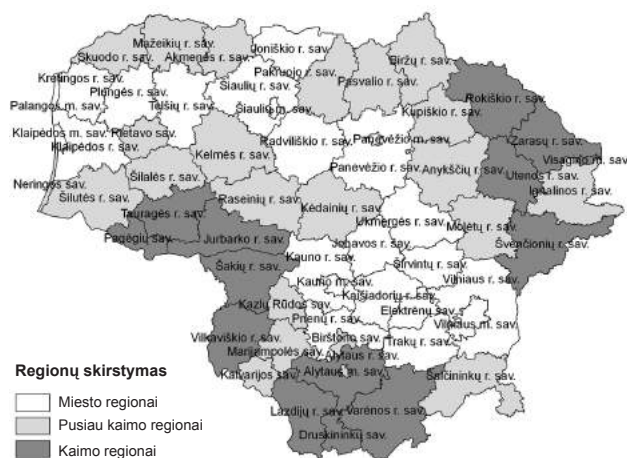 Mažeikių r. sav.
Skuodo r. sav.
Akmenės r. sav.
Joniškio r. sav.
Biržų r. sav.
Pakruojo r. sav.
Pasvalio r. sav.
Kretingos r. sav.
Plungės r. sav.
Telšių r. sav.
Šiaulių r. sav.
Šiaulių m. sav.
Rokiškio r. sav.
Palangos m. sav.
Kupiškio r. sav.
Klaipėdos m. sav.
Rietavo sav.
Klaipėdos r. sav.
Radviliškio r. sav.
Panevėžio m. sav.
Zarasų r. sav.
Kelmės r. sav.
Panevėžio r. sav.
Anykščių r. sav.
Visagino m. sav.
Utenos r. sav.
Ignalinos r. sav.
Neringos sav.
Šilalės r. sav.
Šilutės r. sav.
Raseinių r. sav.
Kėdainių r. sav.
Tauragės r. sav.
Ukmergės r. sav.
Molėtų r. sav.
Pagėgių sav.
Jurbarko r. sav.
Jonavos r. sav.
Švenčionių r. sav.
Kauno r. sav.
Širvintų r. sav.
Šakių r. sav.
Vilniaus r. sav.
Kauno m. sav.
Kaišiadorių r. sav.
Kazlų Rūdos sav.
Elektrėnų sav.
Prienų r. sav.
Vilniaus m. sav.
Vilkaviškio r. sav.
Birštono sav.
Trakų r. sav.
Marijampolės sav.
Alytaus r. sav.
Alytaus m. sav.
Kalvarijos sav.
Šalčininkų r. sav.
Lazdijų r. sav.
Varėnos r. sav.
Druskininkų sav.
Regionų skirstymas
Miesto regionai
Pusiau kaimo regionai
Kaimo regionai